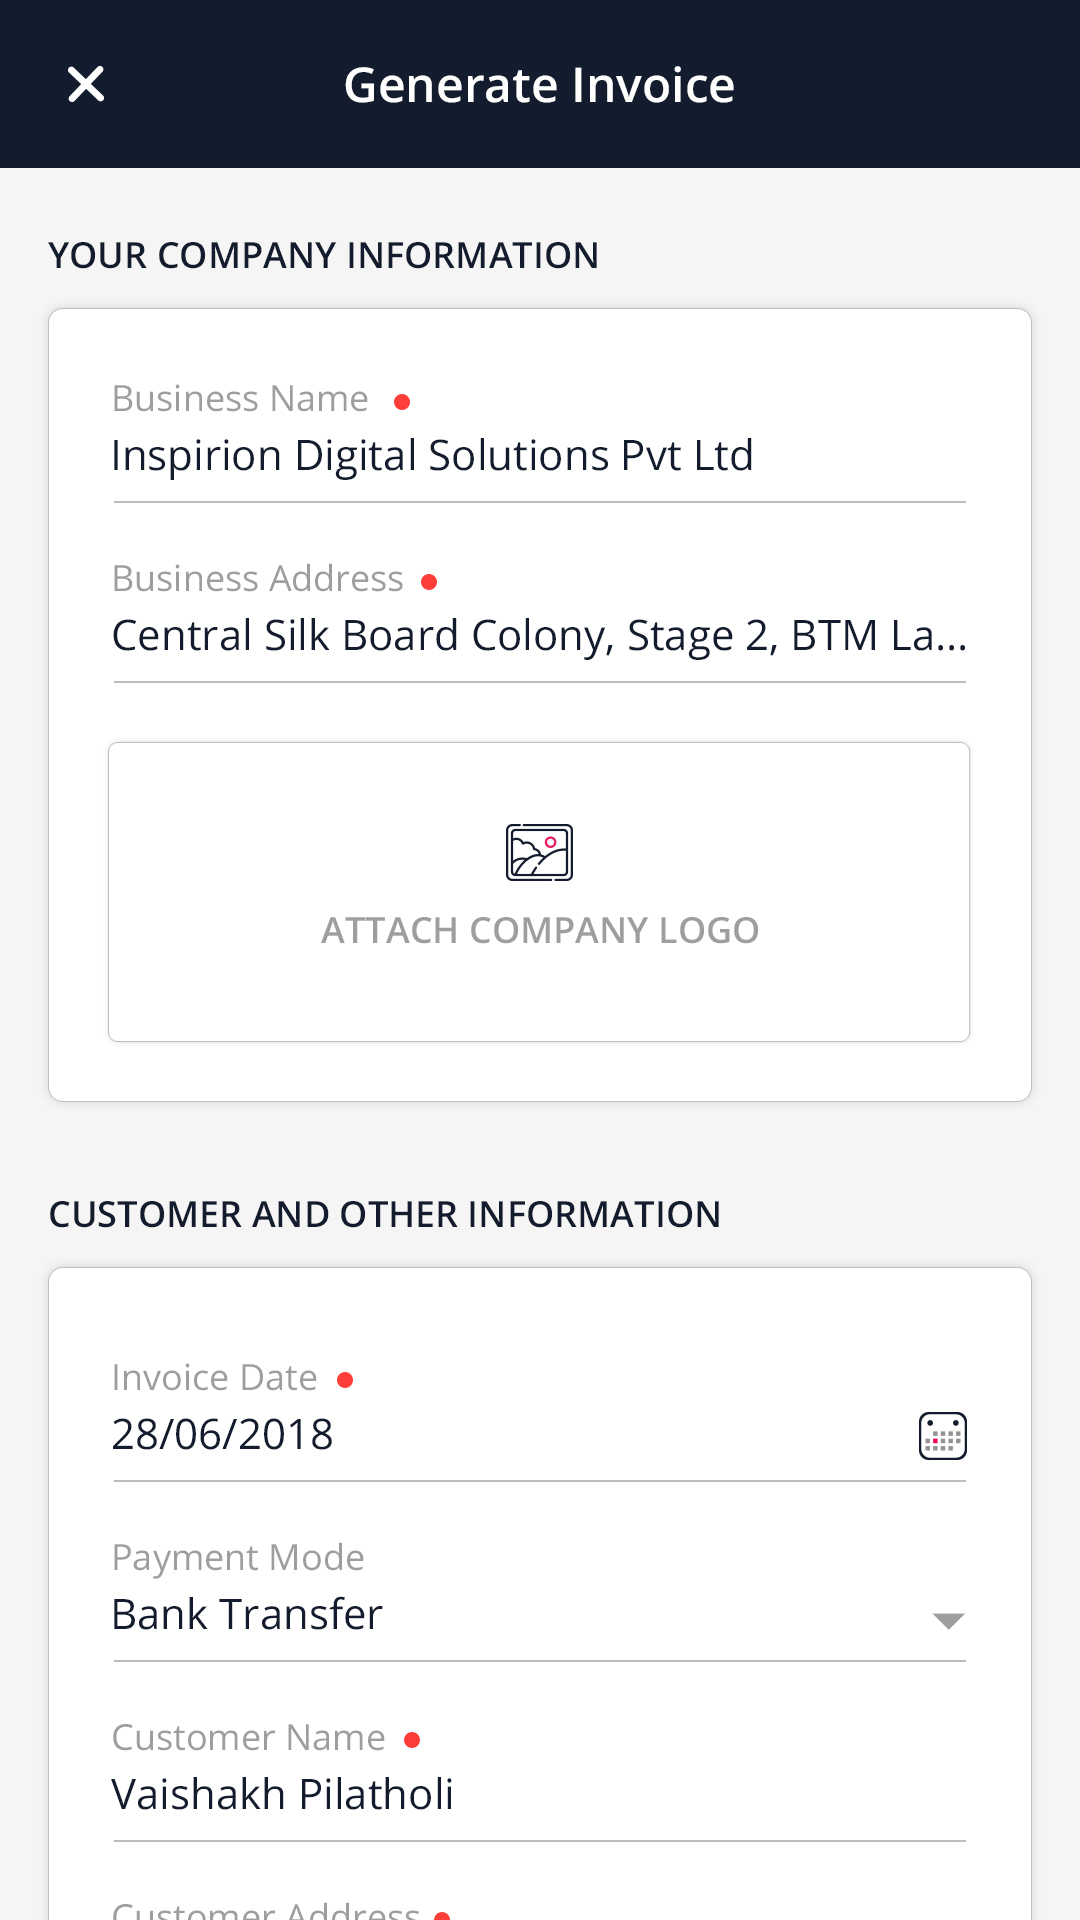 Generate Invoice
YOUR COMPANY INFORMATION
Business Name
Inspirion Digital Solutions Pvt Ltd
Business Address
Central Silk Board Colony, Stage 2, BTM La...
ATTACH COMPANY LOGO
CUSTOMER AND OTHER INFORMATION
Invoice Date
28/06/2018
Payment Mode
Bank Transfer
Customer Name
Vaishakh Pilatholi
Customer Address